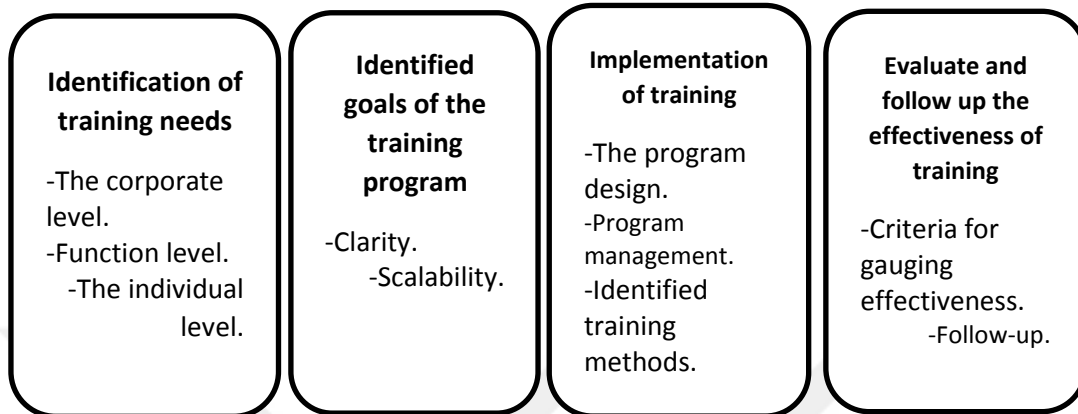 Identification of
training needs
-The corporate
level.
-Function level.
-The individual
level.
Identified
goals of the
training
program
-Clarity.
-Scalability.
Implementation
of training
-The program
design.
-Program
management.
-Identified
training
methods.
Evaluate and
follow up the
effectiveness of
training
-Criteria for
gauging
effectiveness.
-Follow-up.